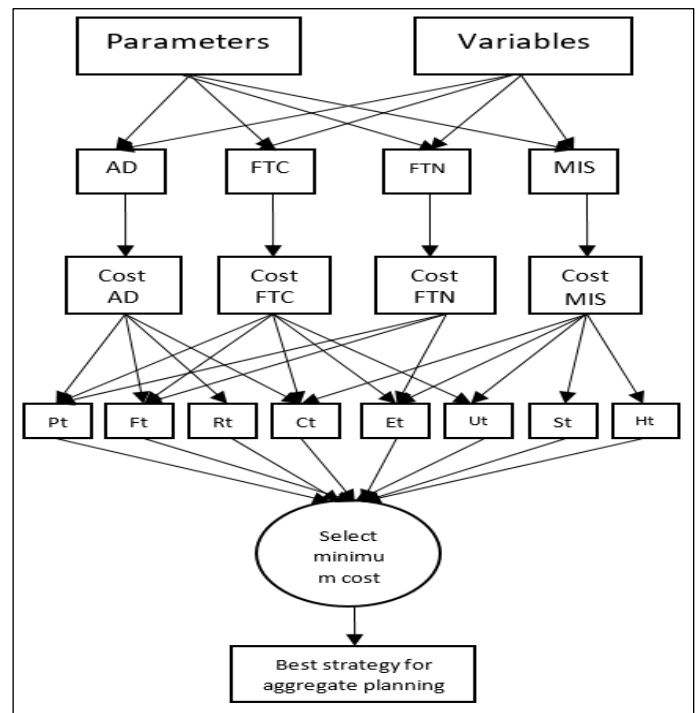 Parameters
Variables
AD
FTC
FTN
MIS
Cost
AD
Cost
FTC
Cost
FTN
Cost
MIS
Pt
Ft
Rt
Ct
Et
Ut
St
Ht
Select
minimu
m cost
Best strategy for
aggregate planning